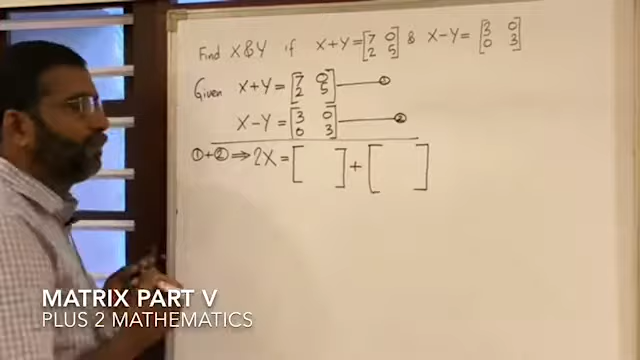 Find X & Y if X+Y = [7 0 2 5] & X-Y = [3 0 0 3]
Given X+Y = [7 0 2 5] ①
X-Y = [3 0 0 3] ②
①+② ⇒ 2X = [ ] + [ ]
MATRIX PART V
PLUS 2 MATHEMATICS